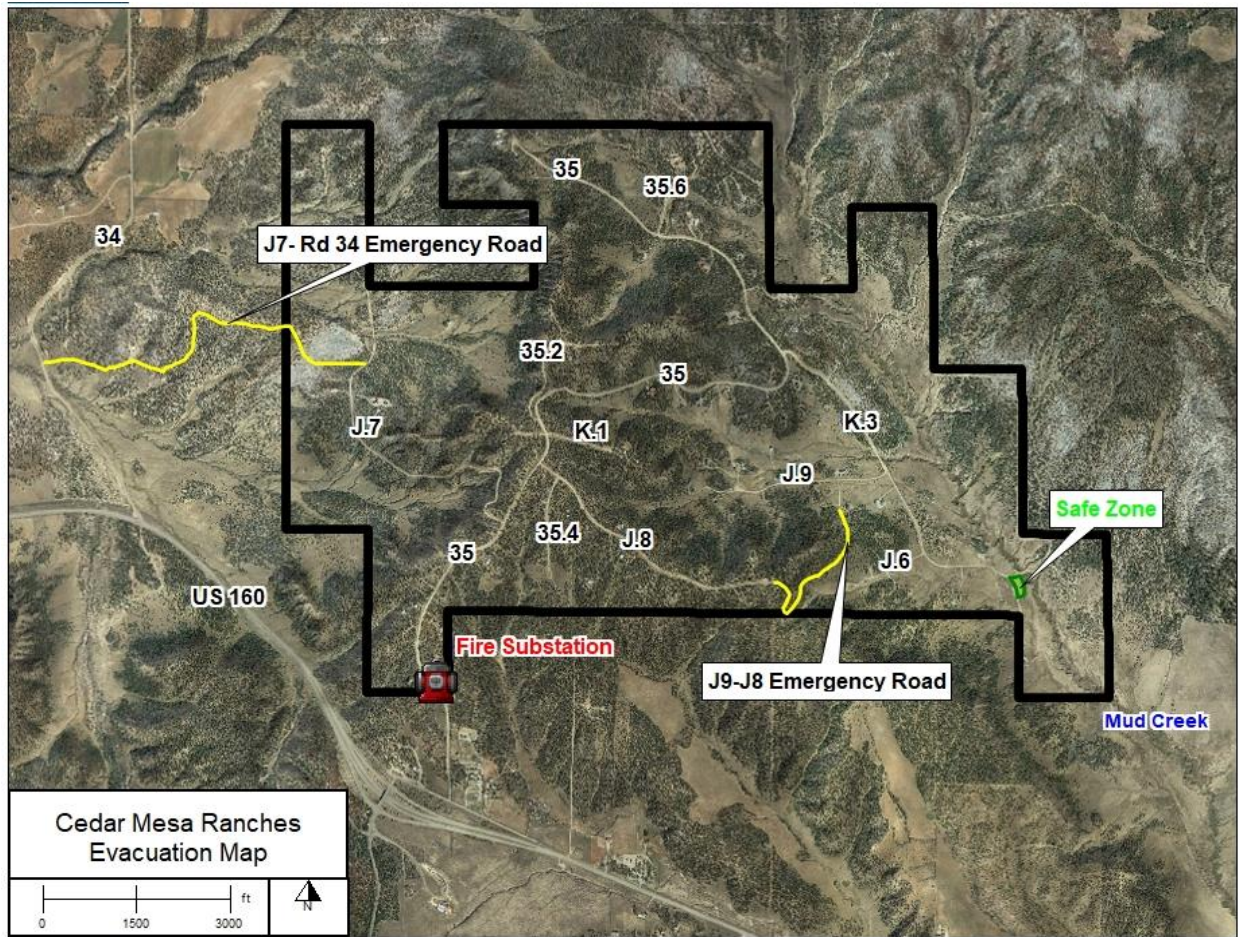 35
35.6
34
J7- Rd 34 Emergency Road
35.2
35
J.7
K.1
K.3
J.9
Safe Zone
35
35.4
J.8
J.6
US 160
Fire Substation
J9-J8 Emergency Road
Mud Creek
Cedar Mesa Ranches
Evacuation Map
ft
0
1500
3000
N